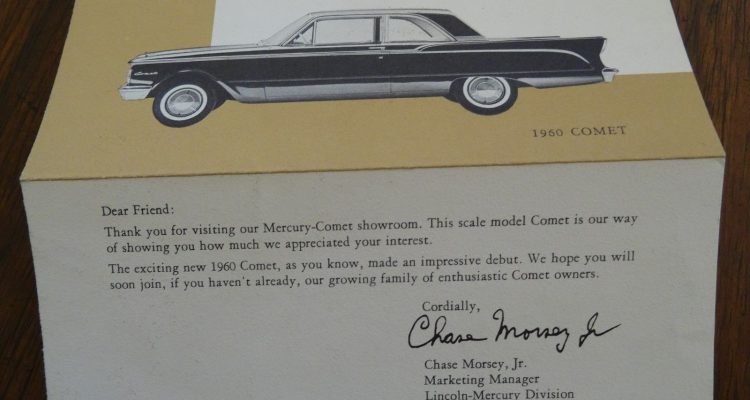 Comet
1960 COMET
Dear Friend:
Thank you for visiting our Mercury-Comet showroom. This scale model Comet is our way
of showing you how much we appreciated your interest.
The exciting new 1960 Comet, as you know, made an impressive debut. We hope you will
soon join, if you haven't already, our growing family of enthusiastic Comet owners.
Cordially,
Chase Morsey Jr
Chase Morsey, Jr.
Marketing Manager
Lincoln-Mercury Division